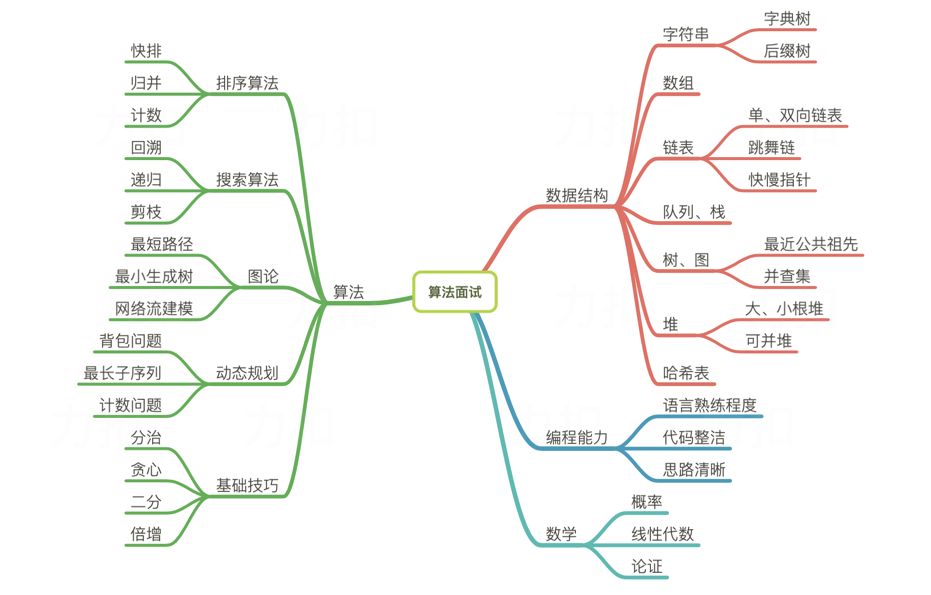 算法面试
算法
排序算法
快排
归并
计数
搜索算法
回溯
递归
剪枝
图论
最短路径
最小生成树
网络流建模
动态规划
背包问题
最长子序列
计数问题
基础技巧
分治
贪心
二分
倍增
数据结构
字符串
字典树
后缀树
数组
链表
单、双向链表
跳舞链
快慢指针
队列、栈
树、图
最近公共祖先
并查集
堆
大、小根堆
可并堆
哈希表
编程能力
语言熟练程度
代码整洁
思路清晰
数学
概率
线性代数
论证